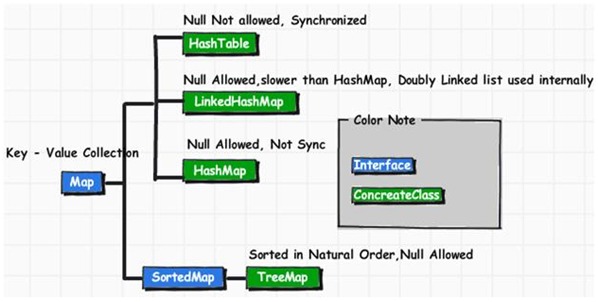 Null Not allowed, Synchronized
HashTable
Null Allowed,slower than HashMap, Doubly Linked list used internally
LinkedHashMap
Color Note
Null Allowed, Not Sync
Key - Value Collection
Interface
HashMap
Map
ConcreateClass
Sorted in Natural Order,Null Allowed
SortedMap
TreeMap